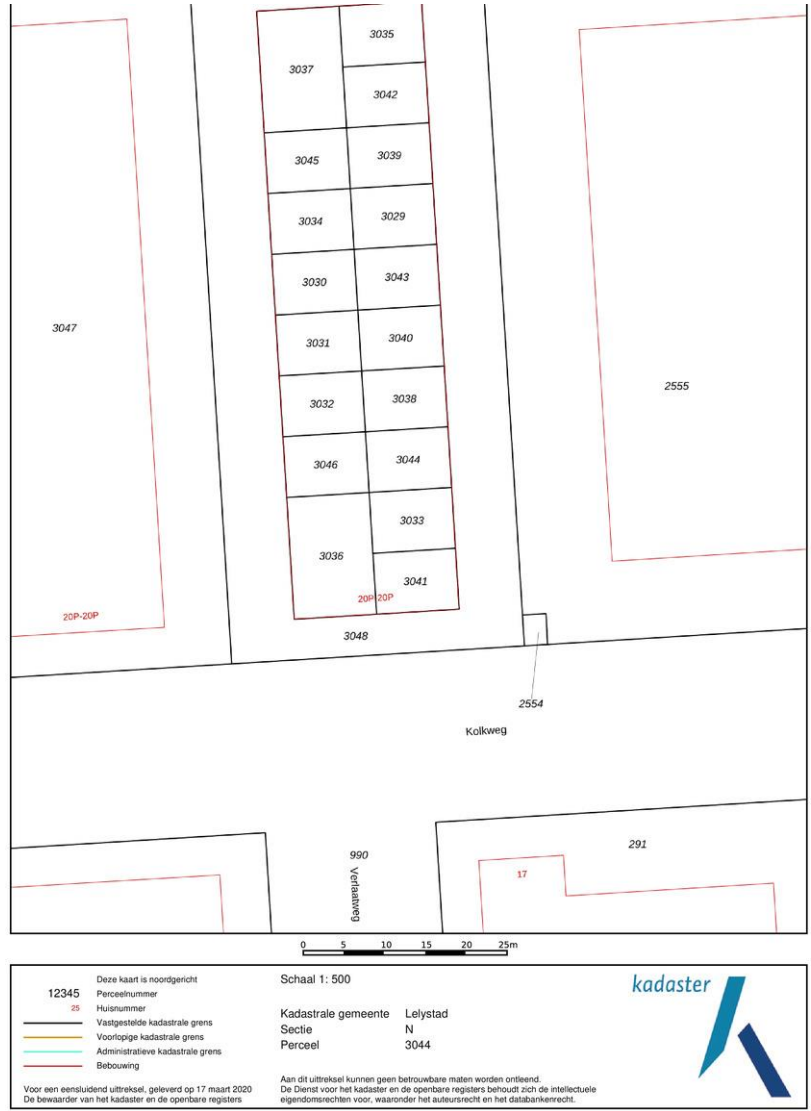 3035
3037
3042
3045
3039
3034
3029
3030
3043
3047
3031
3040
2555
3032
3038
3046
3044
3033
3036
3041
20P-20P
20P-20P
3048
2554
Kolkweg
990
291
Verlaatweg
17
0 5 10 15 20 25m
Deze kaart is noordgericht
12345 Perceelnummer
25 Huisnummer
Vastgestelde kadastrale grens
Voorlopige kadastrale grens
Administratieve kadastrale grens
Bebouwing
Voor een eensluidend uittreksel, geleverd op 17 maart 2020
De bewaarder van het kadaster en de openbare registers
Schaal 1: 500
Kadastrale gemeente Lelystad
Sectie N
Perceel 3044
Aan dit uittreksel kunnen geen betrouwbare maten worden ontleend.
De Dienst voor het kadaster en de openbare registers behoudt zich de intellectuele
eigendomsrechten voor, waaronder het auteursrecht en het databankenrecht.
kadaster